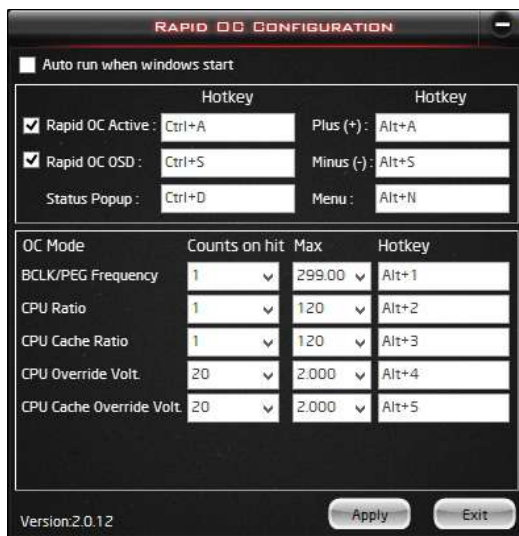 RAPID OC CONFIGURATION
Auto run when windows start
Hotkey Hotkey
Rapid OC Active : Ctrl+A Plus (+) : Alt+A
Rapid OC OSD : Ctrl+S Minus (-) : Alt+S
Status Popup : Ctrl+D Menu : Alt+N
OC Mode Counts on hit Max Hotkey
BCLK/PEG Frequency 1 299.00 Alt+1
CPU Ratio 1 120 Alt+2
CPU Cache Ratio 1 120 Alt+3
CPU Override Volt. 20 2.000 Alt+4
CPU Cache Override Volt. 20 2.000 Alt+5
Version:2.0.12 Apply Exit